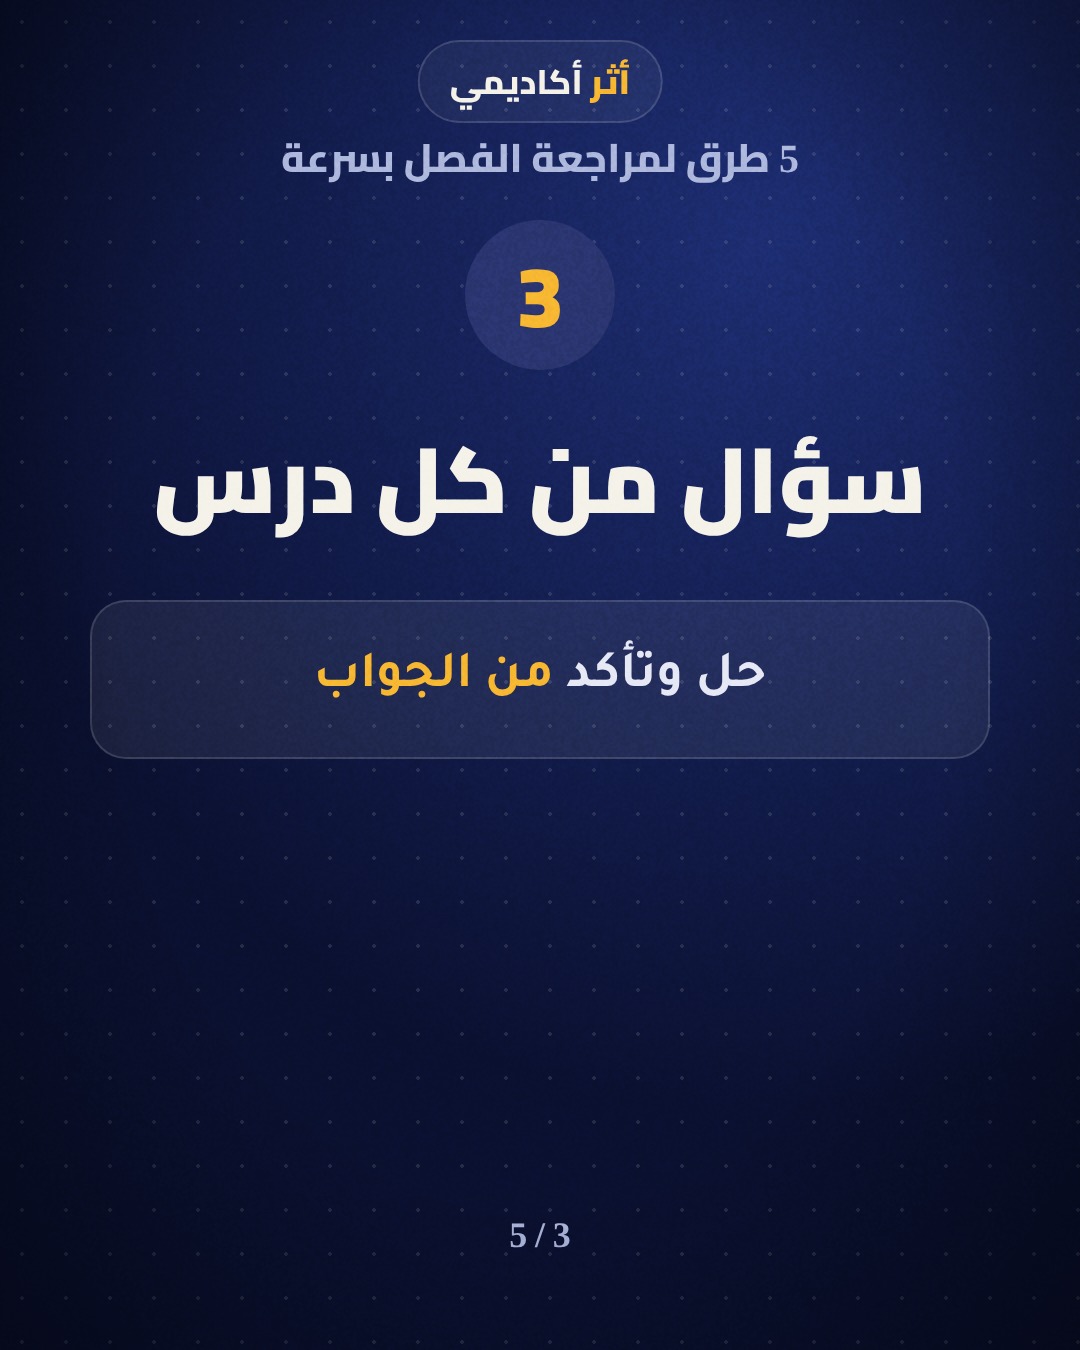 أثر أكاديمي
5 طرق لمراجعة الفصل بسرعة
3
سؤال من كل درس
حل وتأكد من الجواب
5 / 3